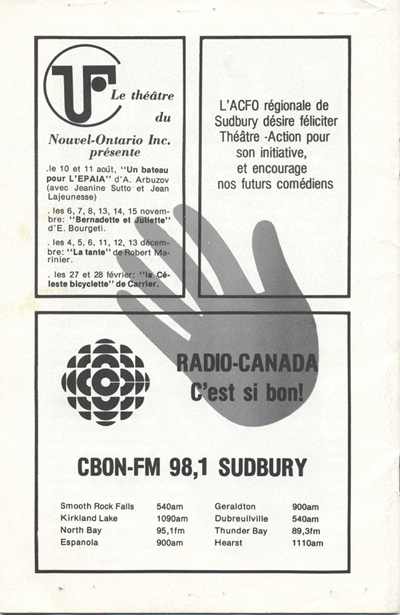 Le théâtre
du
Nouvel-Ontario Inc.
présente
.le 10 et 11 août, "Un bateau
pour L'EPAIA" d'A. Arbuzov
(avec Jeanine Sutto et Jean
Lajeunesse)
. les 6, 7, 8, 13, 14, 15 novem-
bre: "Bernadette et Juliette"
d'E. Bourgeti.
. les 4, 5, 6, 11, 12, 13 décem-
bre: "La tante" de Robert Ma-
rinier.
. les 27 et 28 février; "la Cé-
leste bicyclette" de Carrier.
L'ACFO régionale de
Sudbury désire féliciter
Théâtre -Action pour
son initiative,
et encourage
nos futurs comédiens
RADIO-CANADA
C'est si bon!
CBON-FM 98,1 SUDBURY
Smooth Rock Falls 540am Geraldton 900am
Kirkland Lake 1090am Dubreullville 540am
North Bay 95,1fm Thunder Bay 89,3fm
Espanola 900am Hearst 1110am